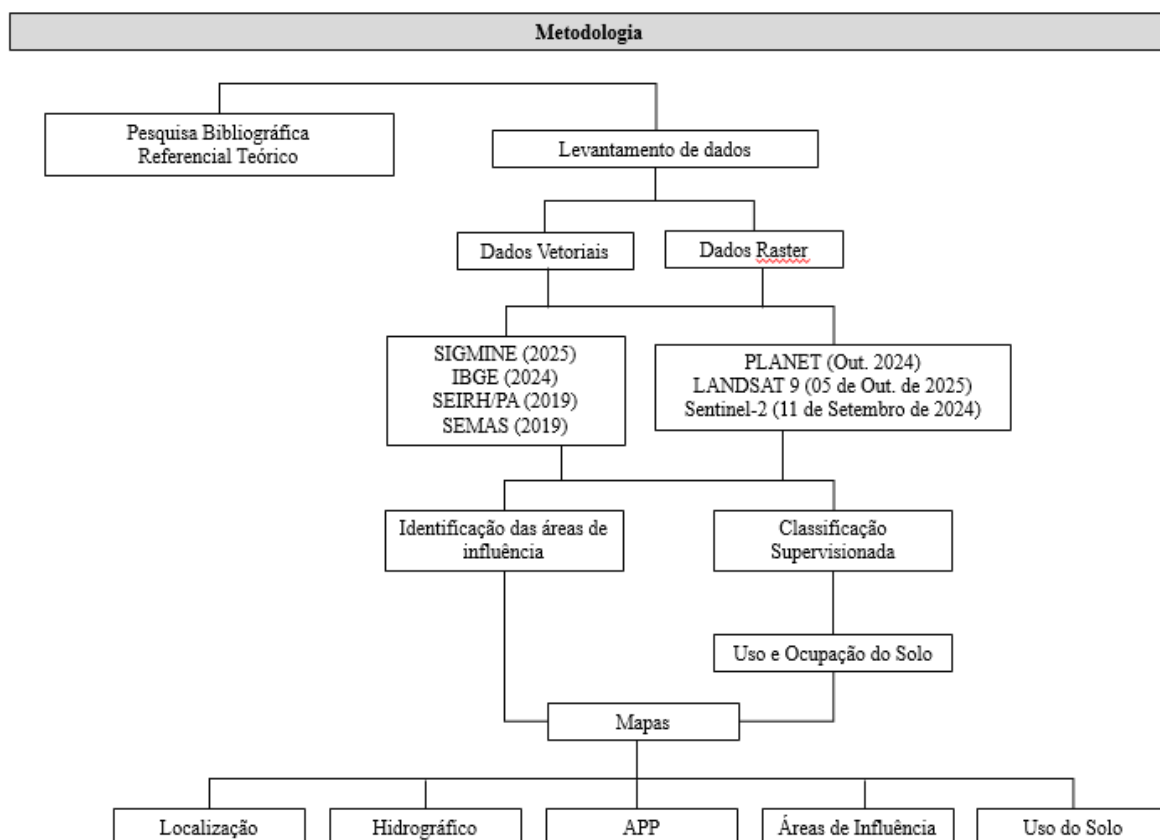 Metodologia
Pesquisa Bibliográfica
Referencial Teórico
Levantamento de dados
Dados Vetoriais
Dados Raster
SIGMINE (2025)
IBGE (2024)
SEIRH/PA (2019)
SEMAS (2019)
PLANET (Out. 2024)
LANDSAT 9 (05 de Out. de 2025)
Sentinel-2 (11 de Setembro de 2024)
Identificação das áreas de
influência
Classificação
Supervisionada
Uso e Ocupação do Solo
Mapas
Localização
Hidrográfico
APP
Áreas de Influência
Uso do Solo